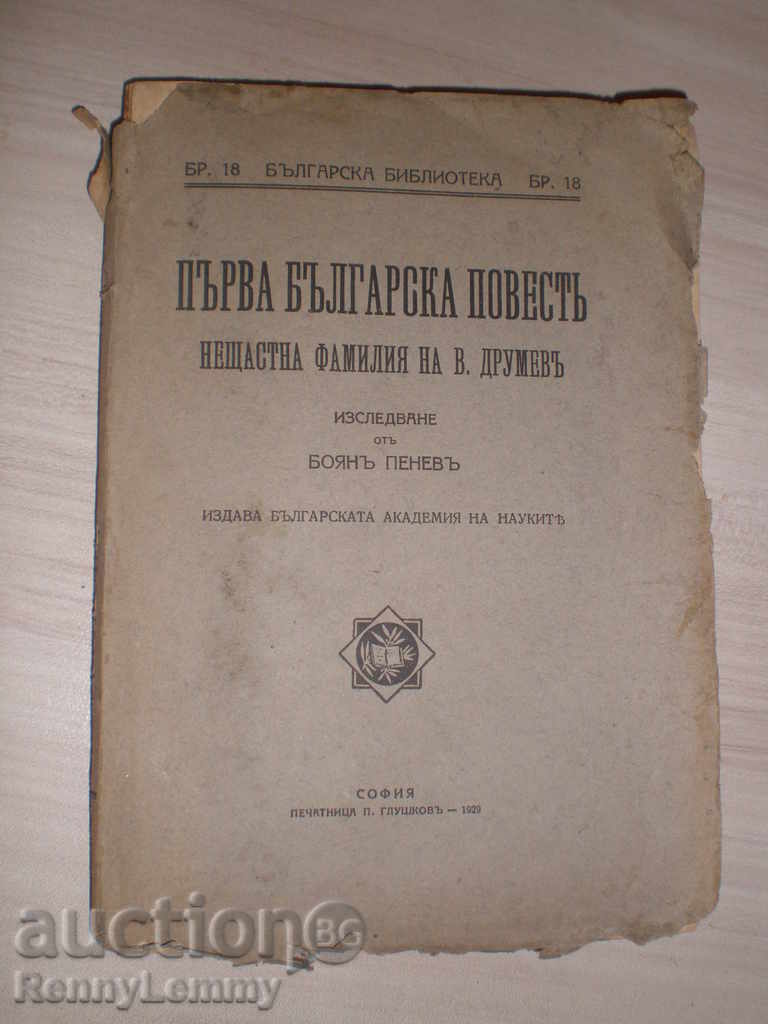 БР. 18 БЪЛГАРСКА БИБЛИОТЕКА БР. 18
ПЪРВА БЪЛГАРСКА ПОВЕСТЬ
НЕЩАСТНА ФАМИЛИЯ НА В. ДРУМЕВЪ
ИЗСЛЕДВАНЕ
отъ
БОЯНЪ ПЕНЕВЪ
ИЗДАВА БЪЛГАРСКАТА АКАДЕМИЯ НА НАУКИТѢ
СОФИЯ
ПЕЧАТНИЦА П. ГЛУШКОВЪ — 1929
auction BG
RennyLemmy